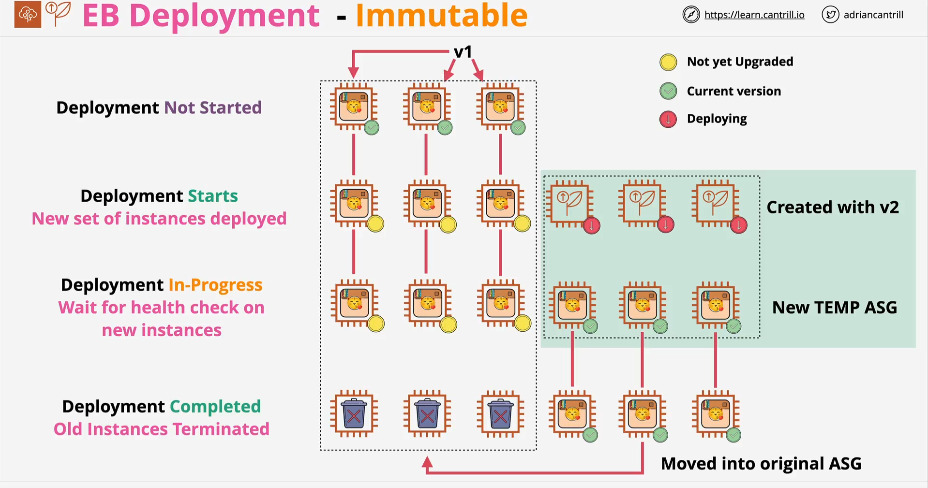 EB Deployment - Immutable
https://learn.cantrill.io
adriancantrill
v1
Not yet Upgraded
Current version
Deploying
Deployment Not Started
Deployment Starts
New set of instances deployed
Created with v2
Deployment In-Progress
Wait for health check on
new instances
New TEMP ASG
Deployment Completed
Old Instances Terminated
Moved into original ASG